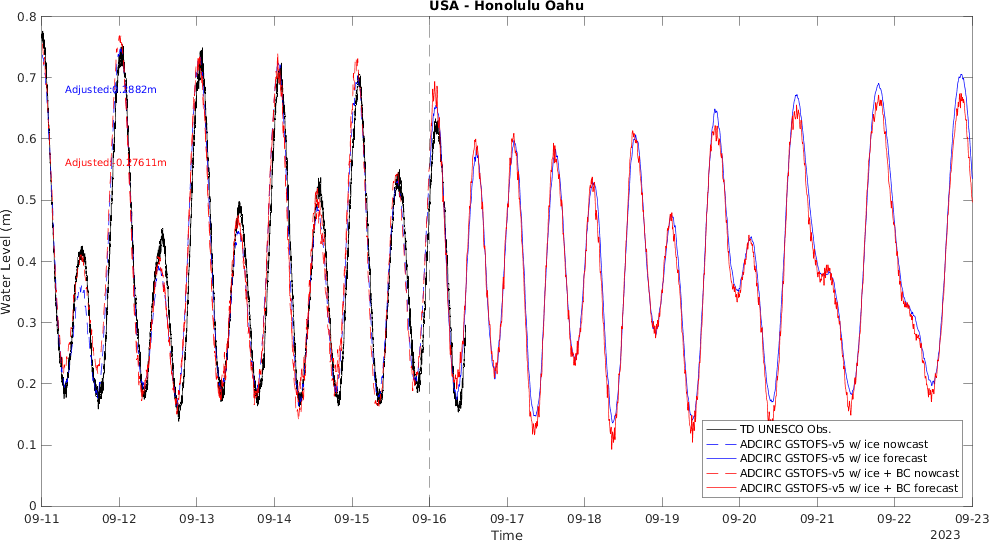 USA - Honolulu Oahu
0.8
0.7
0.6
0.5
0.4
0.3
0.2
0.1
0
Water Level (m)
Adjusted:0.2882m
Adjusted:-0.27611m
TD UNESCO Obs.
ADCIRC GSTOFS-v5 w/ ice nowcast
ADCIRC GSTOFS-v5 w/ ice forecast
ADCIRC GSTOFS-v5 w/ ice + BC nowcast
ADCIRC GSTOFS-v5 w/ ice + BC forecast
09-11 09-12 09-13 09-14 09-15 09-16 09-17 09-18 09-19 09-20 09-21 09-22 09-23
Time
2023